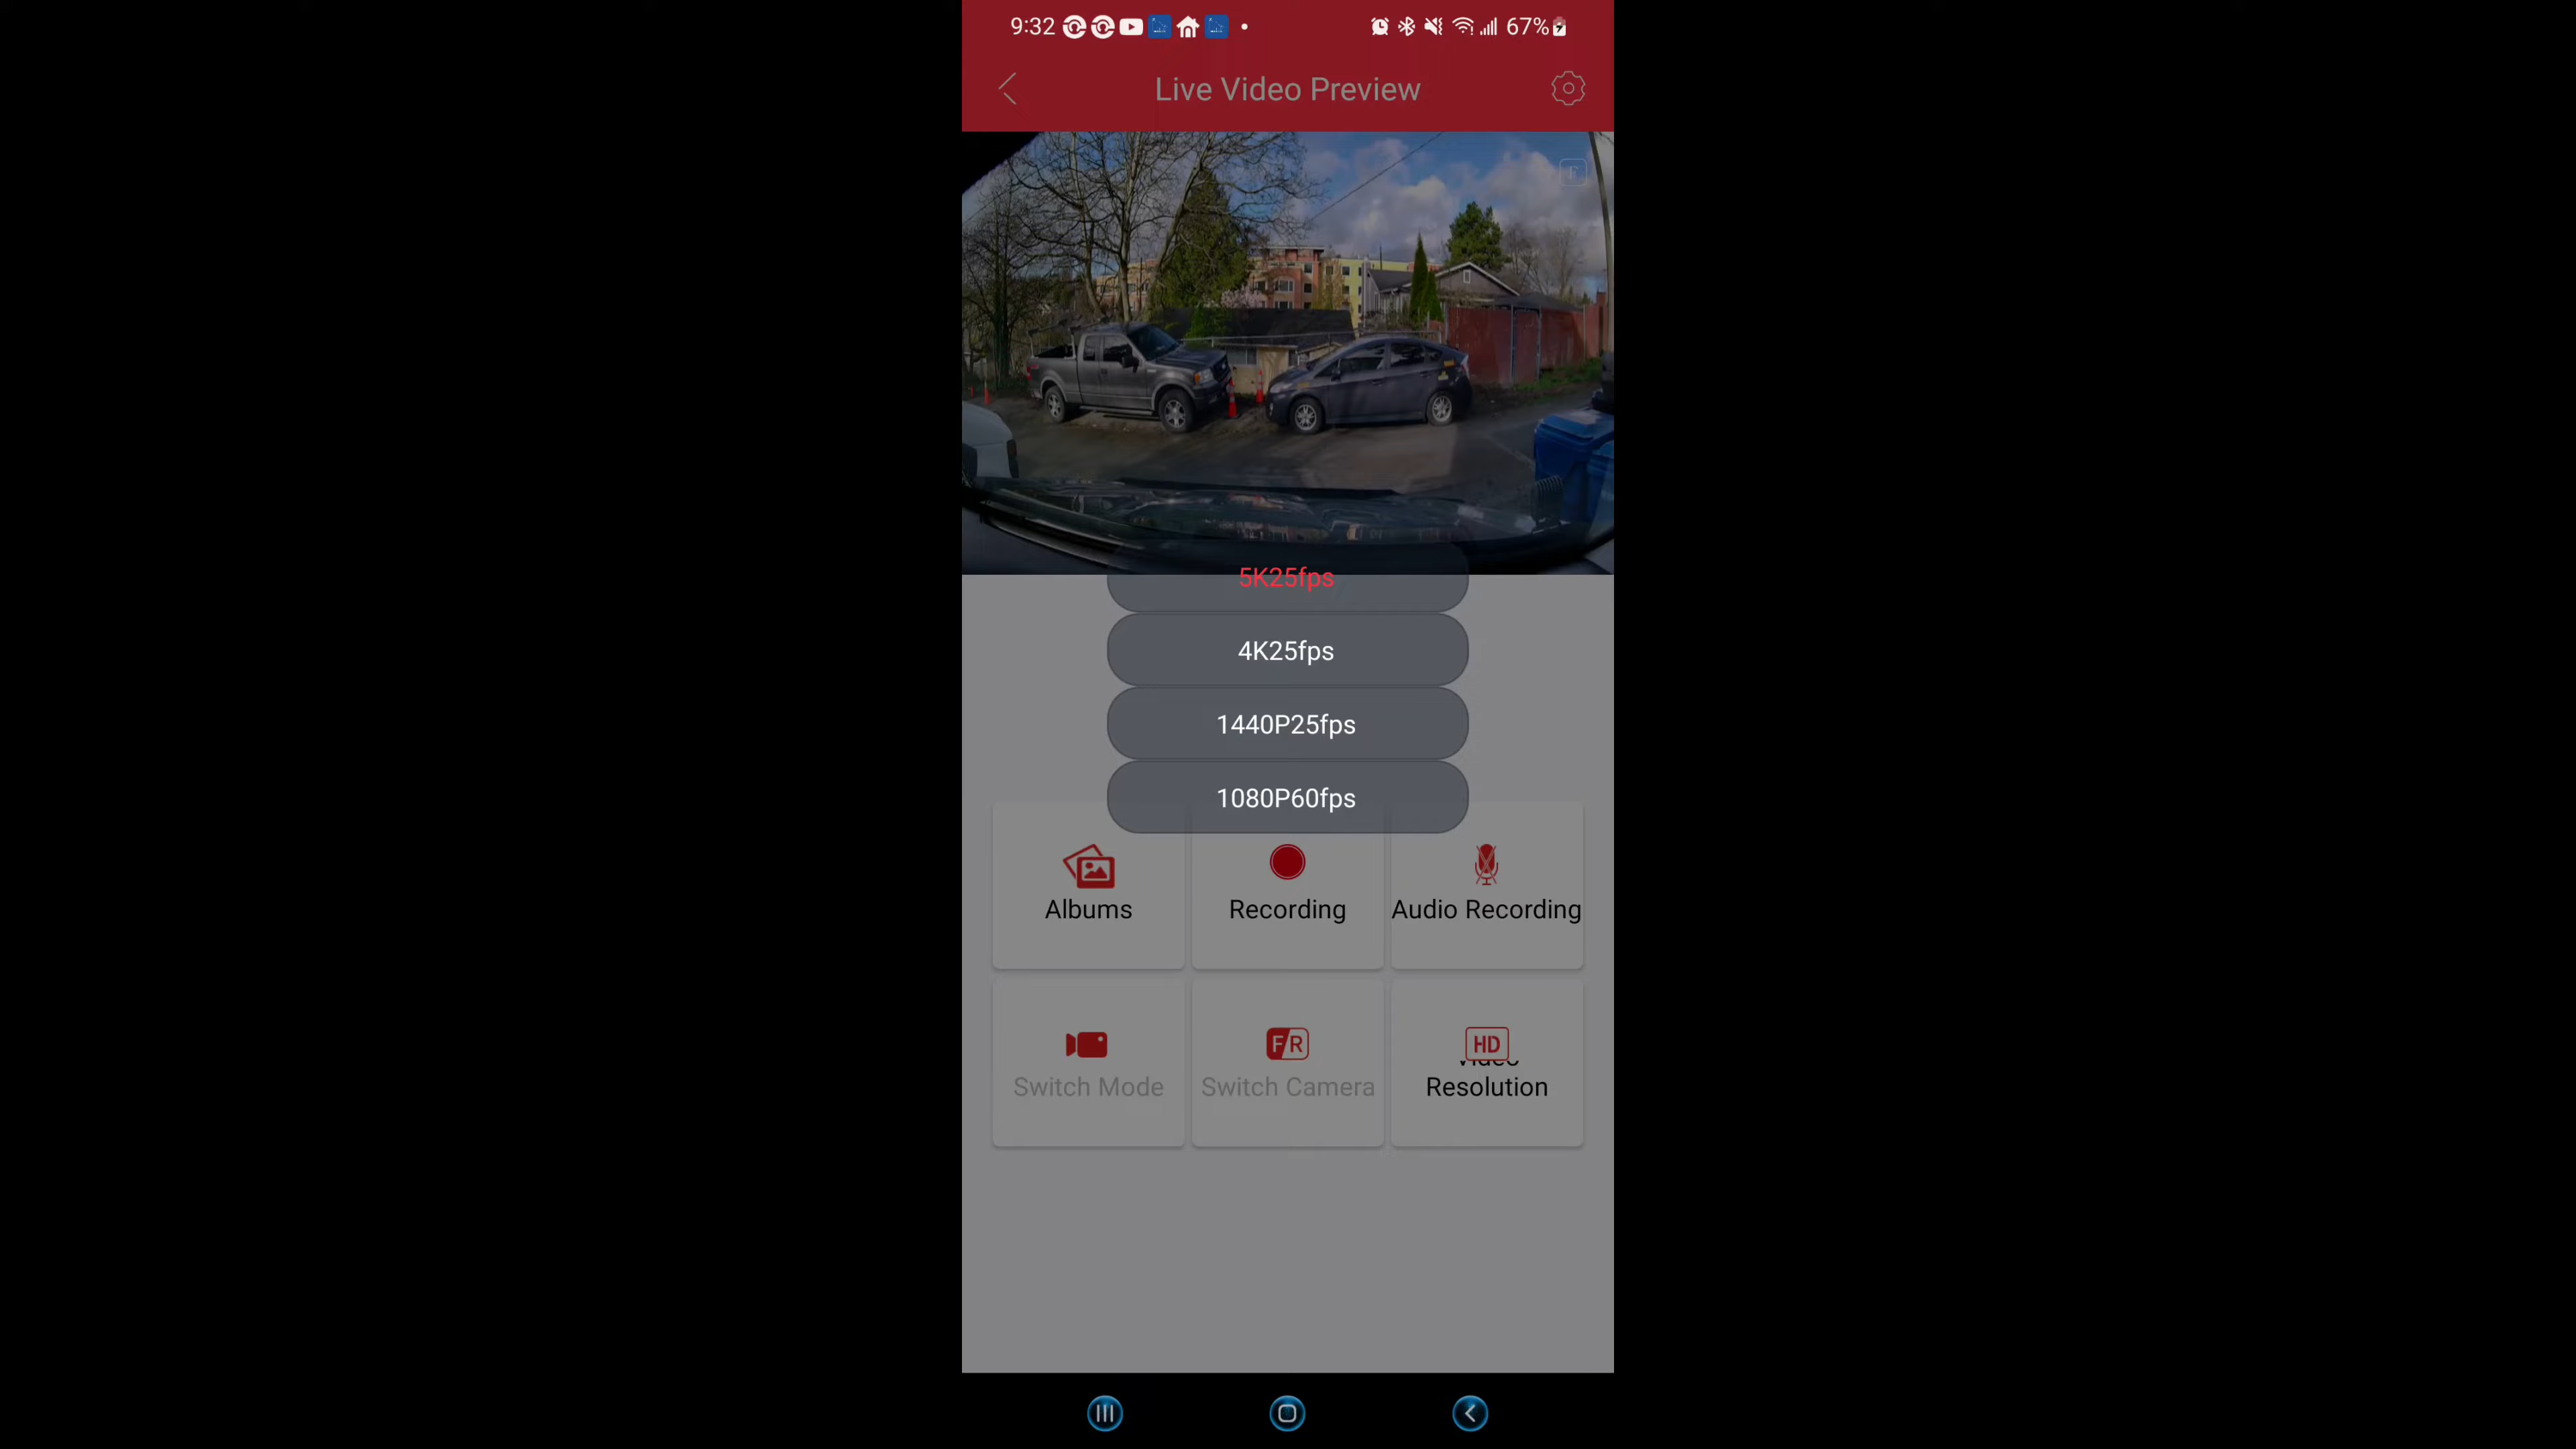 9:32 67%
Live Video Preview
F
5K25fps
4K25fps
1440P25fps
1080P60fps
Albums Recording Audio Recording
F/R HD
Switch Mode Switch Camera Video
Resolution